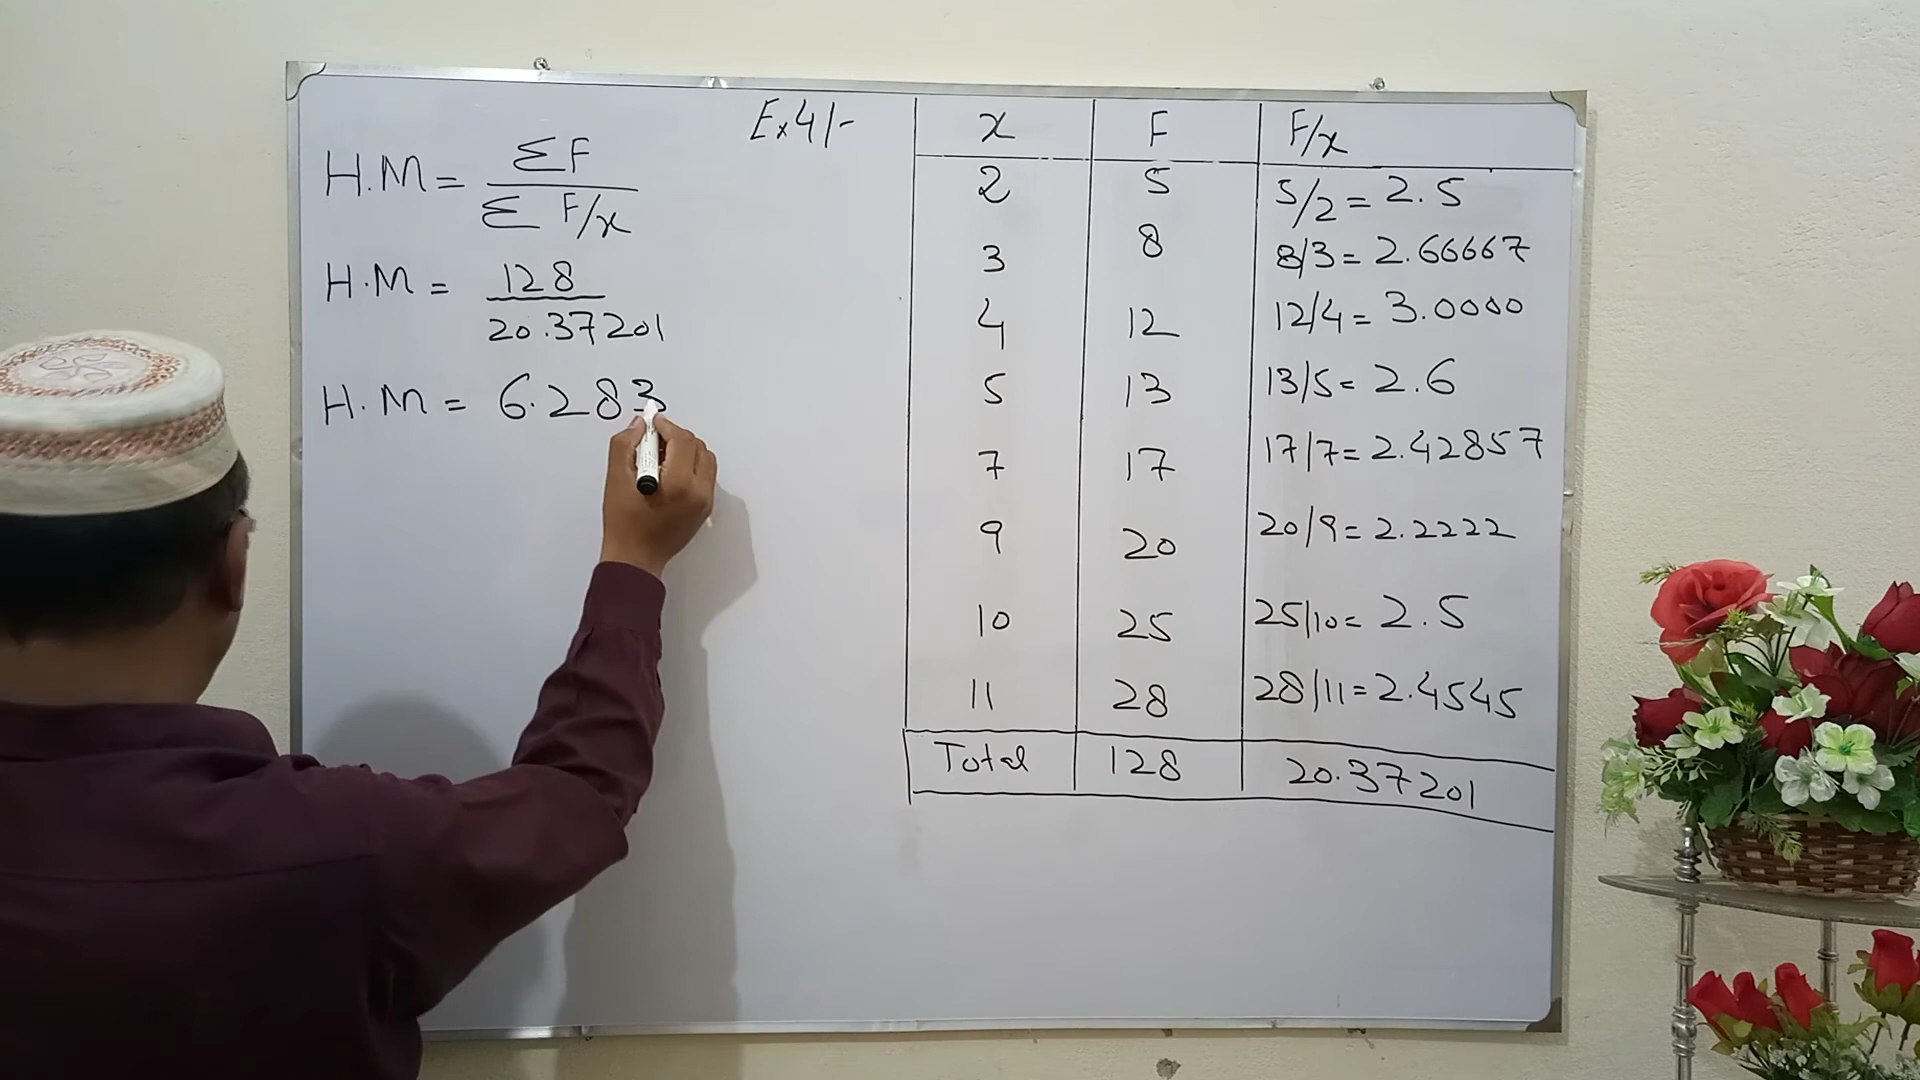 Ex4/-
H.M = ΣF / Σ F/x
H.M = 128 / 20.37201
H.M = 6.283
x F F/x
2 5 5/2 = 2.5
3 8 8/3 = 2.66667
4 12 12/4 = 3.0000
5 13 13/5 = 2.6
7 17 17/7 = 2.42857
9 20 20/9 = 2.2222
10 25 25/10 = 2.5
11 28 28/11 = 2.4545
Total 128 20.37201